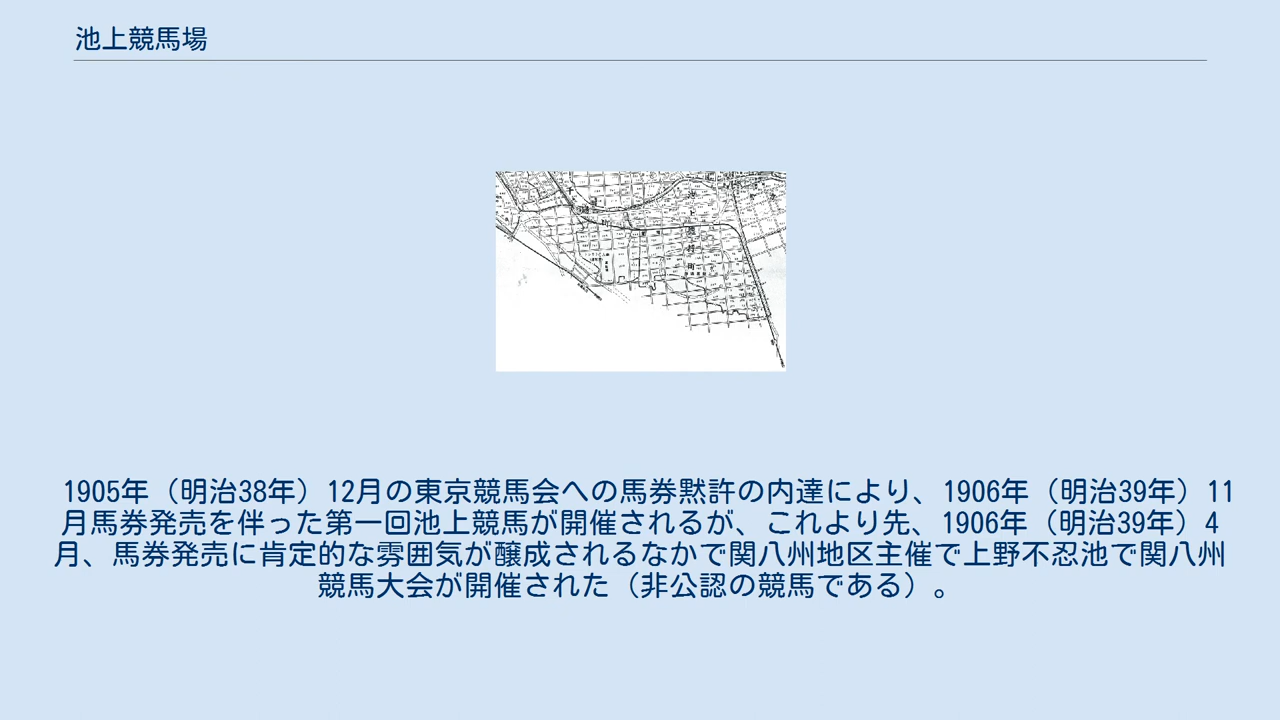 池上競馬場
1905年（明治38年）12月の東京競馬会への馬券黙許の内達により、1906年（明治39年）11
月馬券発売を伴った第一回池上競馬が開催されるが、これより先、1906年（明治39年）4
月、馬券発売に肯定的な雰囲気が醸成されるなかで関八州地区主催で上野不忍池で関八州
競馬大会が開催された（非公認の競馬である）。